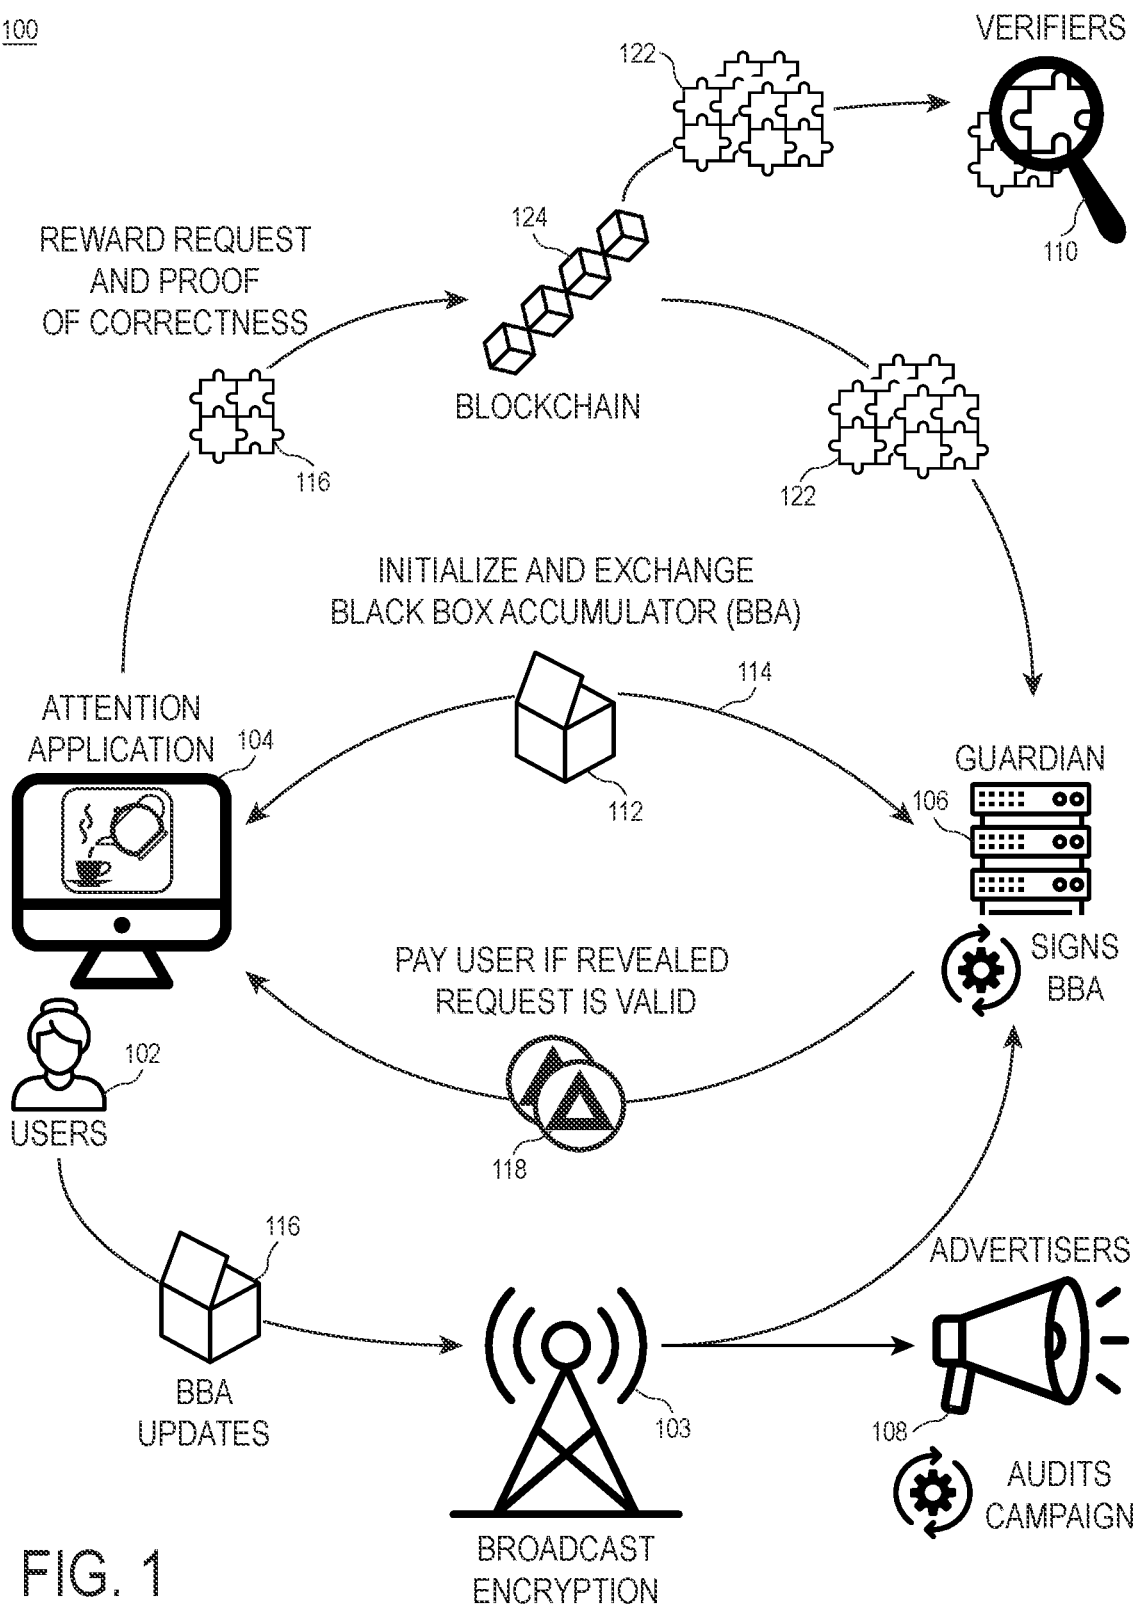 100
VERIFIERS
122
110
124
REWARD REQUEST
AND PROOF
OF CORRECTNESS
BLOCKCHAIN
116
122
INITIALIZE AND EXCHANGE
BLACK BOX ACCUMULATOR (BBA)
114
112
ATTENTION
APPLICATION
104
GUARDIAN
106
SIGNS
BBA
PAY USER IF REVEALED
REQUEST IS VALID
118
102
USERS
116
BBA
UPDATES
103
BROADCAST
ENCRYPTION
ADVERTISERS
108
AUDITS
CAMPAIGN
FIG. 1